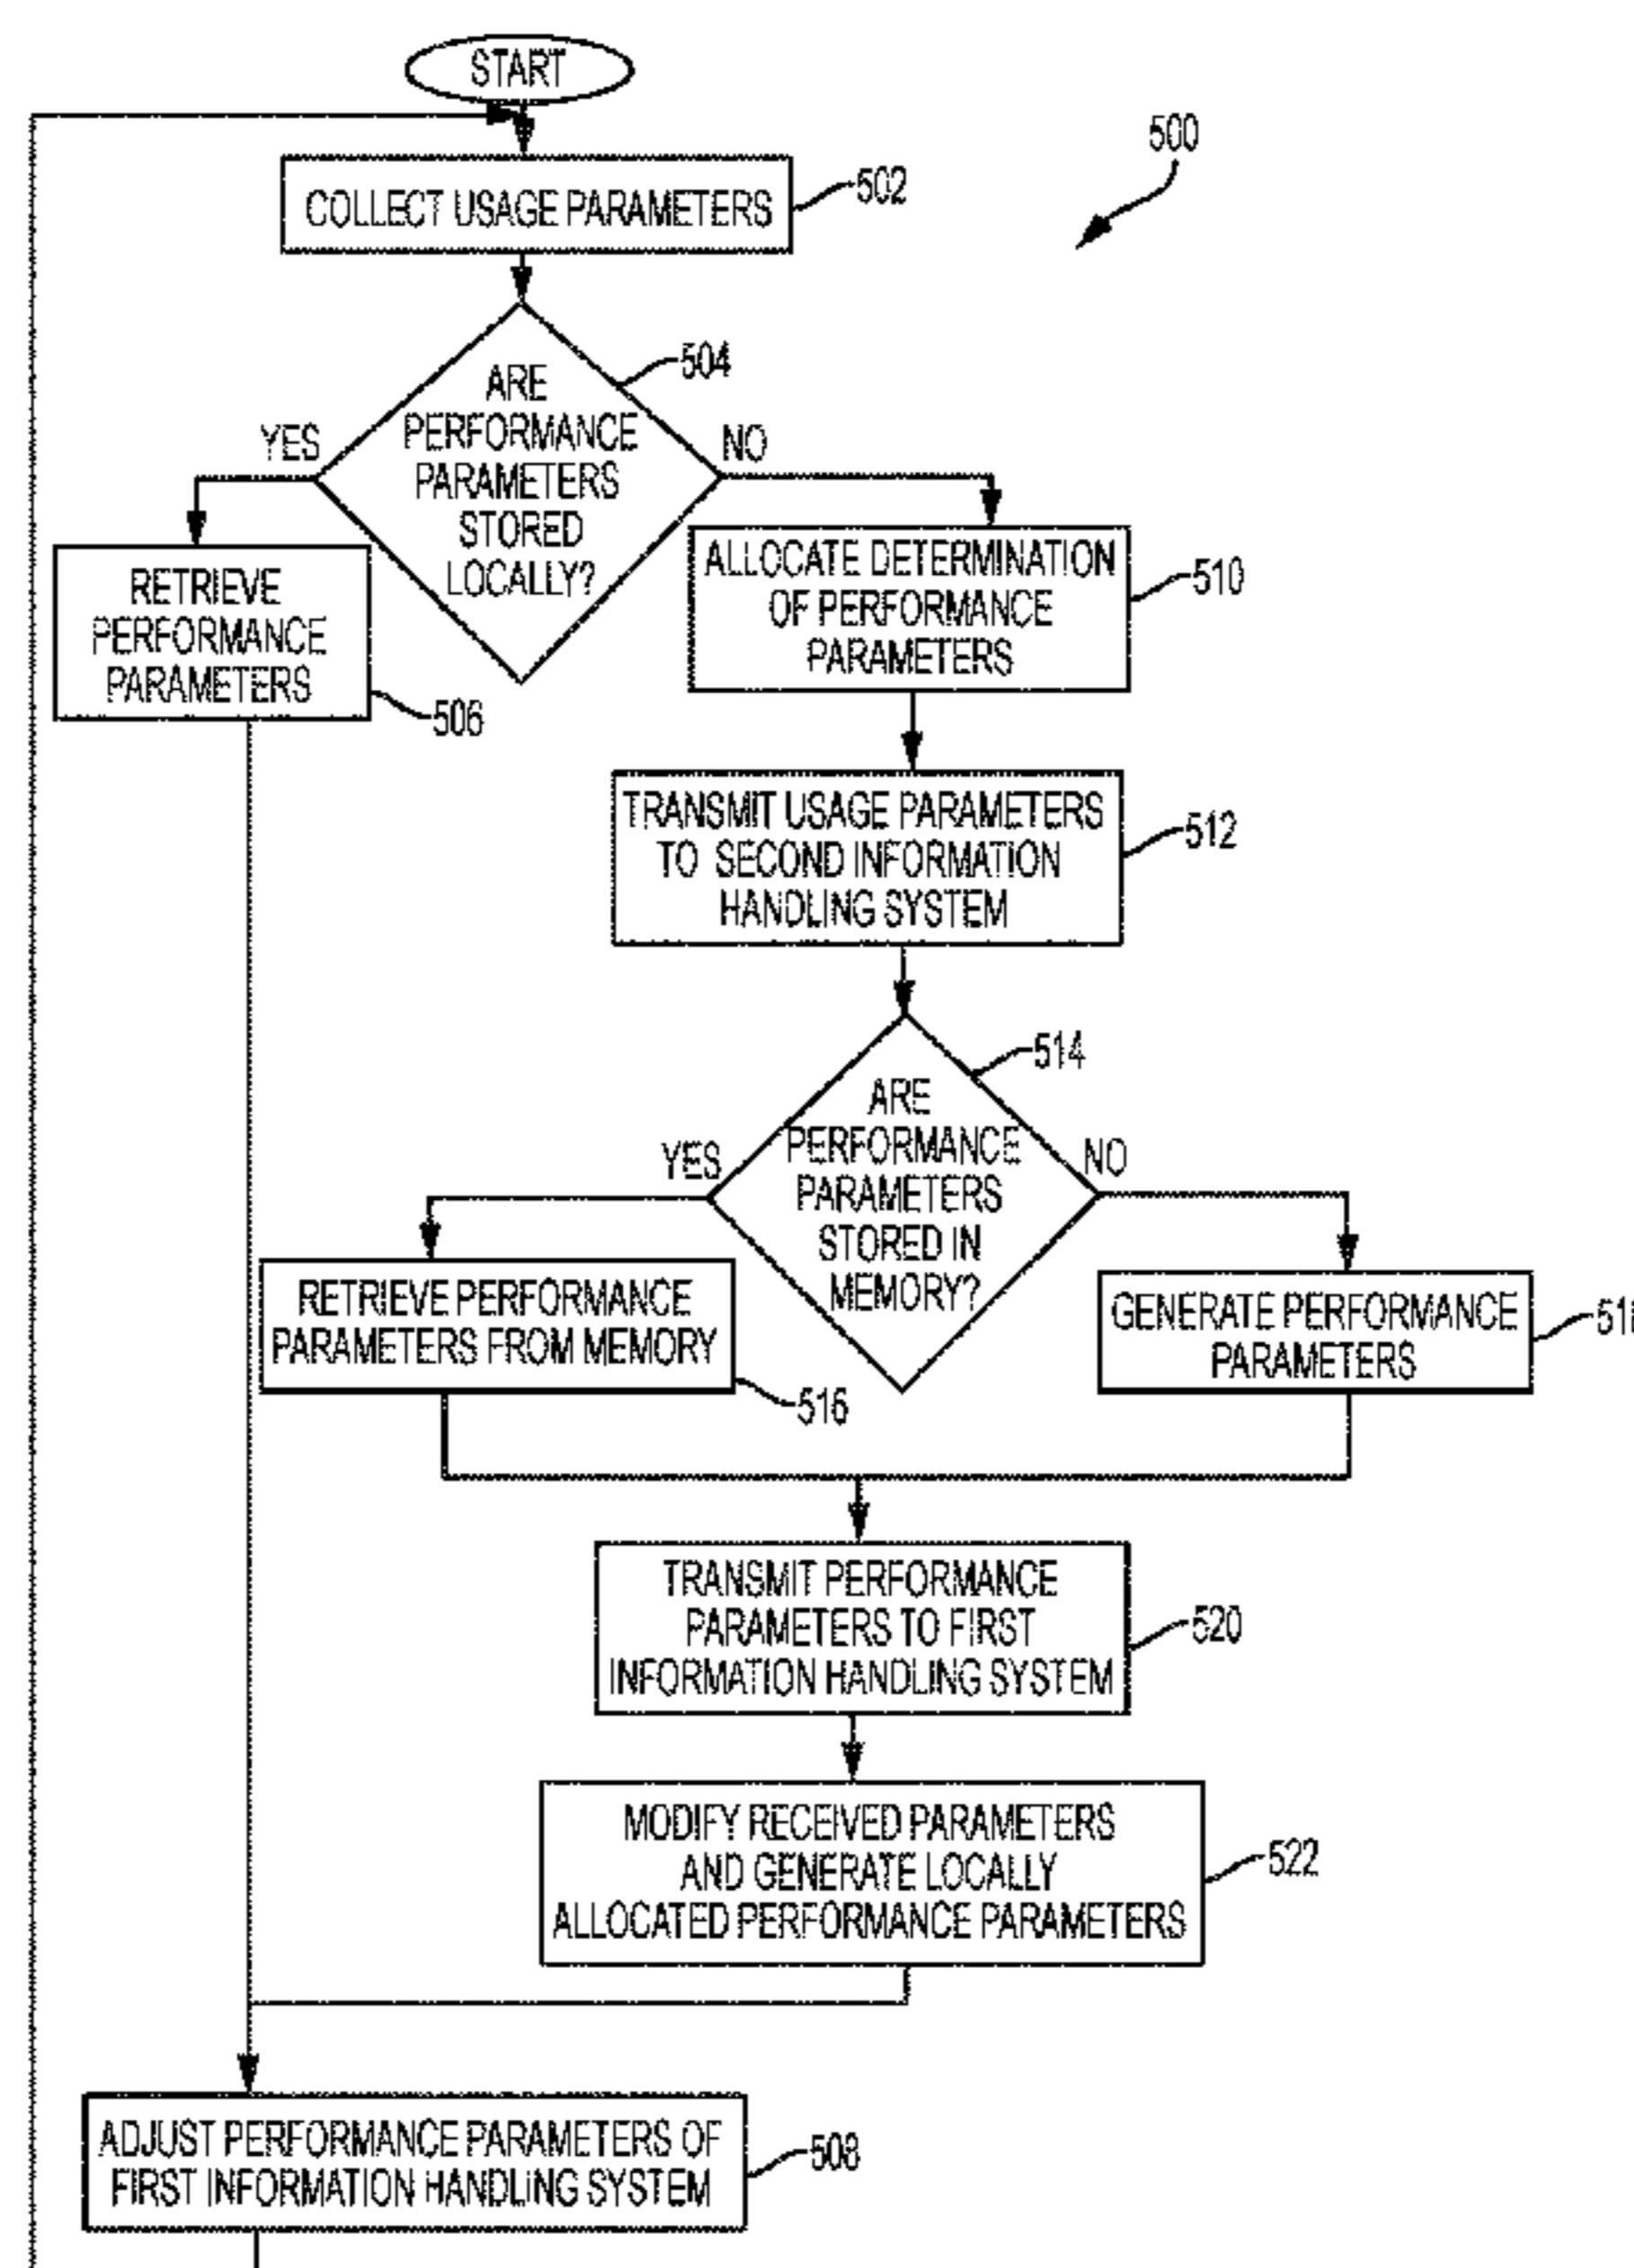 START
500
COLLECT USAGE PARAMETERS
502
ARE
PERFORMANCE
PARAMETERS
STORED
LOCALLY?
504
YES
NO
RETRIEVE
PERFORMANCE
PARAMETERS
506
ALLOCATE DETERMINATION
OF PERFORMANCE
PARAMETERS
510
TRANSMIT USAGE PARAMETERS
TO SECOND INFORMATION
HANDLING SYSTEM
512
ARE
PERFORMANCE
PARAMETERS
STORED IN
MEMORY?
514
YES
NO
RETRIEVE PERFORMANCE
PARAMETERS FROM MEMORY
516
GENERATE PERFORMANCE
PARAMETERS
TRANSMIT PERFORMANCE
PARAMETERS TO FIRST
INFORMATION HANDLING SYSTEM
520
MODIFY RECEIVED PARAMETERS
AND GENERATE LOCALLY
ALLOCATED PERFORMANCE PARAMETERS
522
ADJUST PERFORMANCE PARAMETERS OF
FIRST INFORMATION HANDLING SYSTEM
508